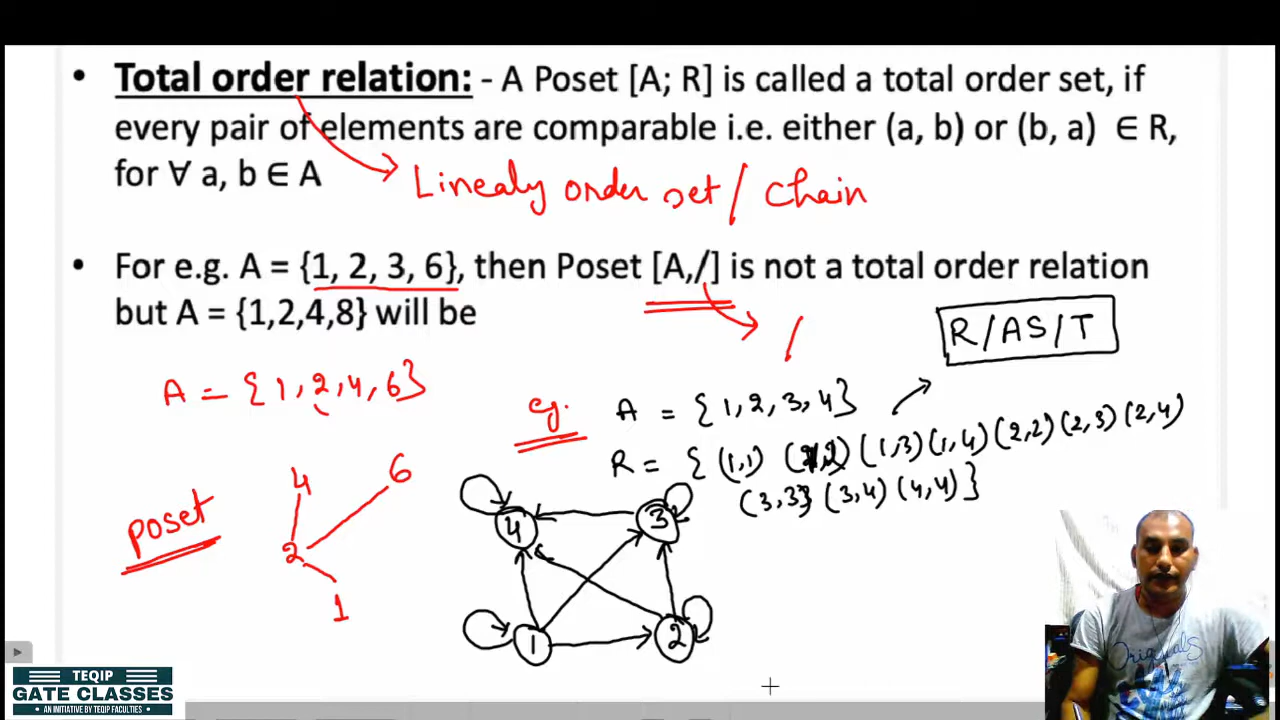 • Total order relation: - A Poset [A; R] is called a total order set, if
every pair of elements are comparable i.e. either (a, b) or (b, a) ∈ R,
for ∀ a, b ∈ A
Linealy order set / chain
• For e.g. A = {1, 2, 3, 6}, then Poset [A,/] is not a total order relation
but A = {1,2,4,8} will be
/
R/AS/T
A = {1,2,4,6}
eg.
A = {1,2,3,4}
R = {(1,1) (1,3)(1,4)(2,2)(2,3)(2,4)
(3,3) (3,4)(4,4)}
4 6
poset
2
1
4 3
1 2
Originals
TEQIP
GATE CLASSES
AN INITIATIVE BY TEQIP FACULTIES